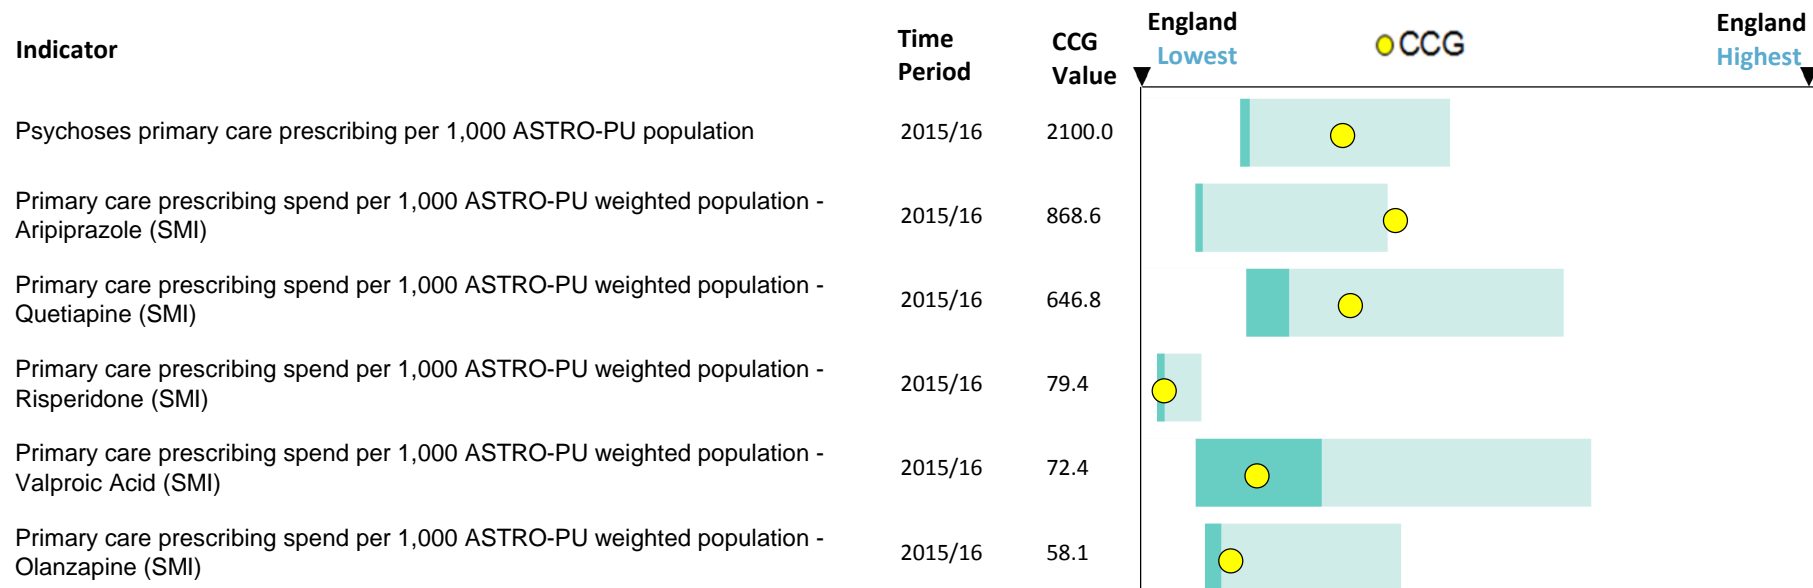 Indicator
Time
Period
CCG
Value
England
Lowest
CCG
England
Highest
Psychoses primary care prescribing per 1,000 ASTRO-PU population
2015/16
2100.0
Primary care prescribing spend per 1,000 ASTRO-PU weighted population -
Aripiprazole (SMI)
2015/16
868.6
Primary care prescribing spend per 1,000 ASTRO-PU weighted population -
Quetiapine (SMI)
2015/16
646.8
Primary care prescribing spend per 1,000 ASTRO-PU weighted population -
Risperidone (SMI)
2015/16
79.4
Primary care prescribing spend per 1,000 ASTRO-PU weighted population -
Valproic Acid (SMI)
2015/16
72.4
Primary care prescribing spend per 1,000 ASTRO-PU weighted population -
Olanzapine (SMI)
2015/16
58.1